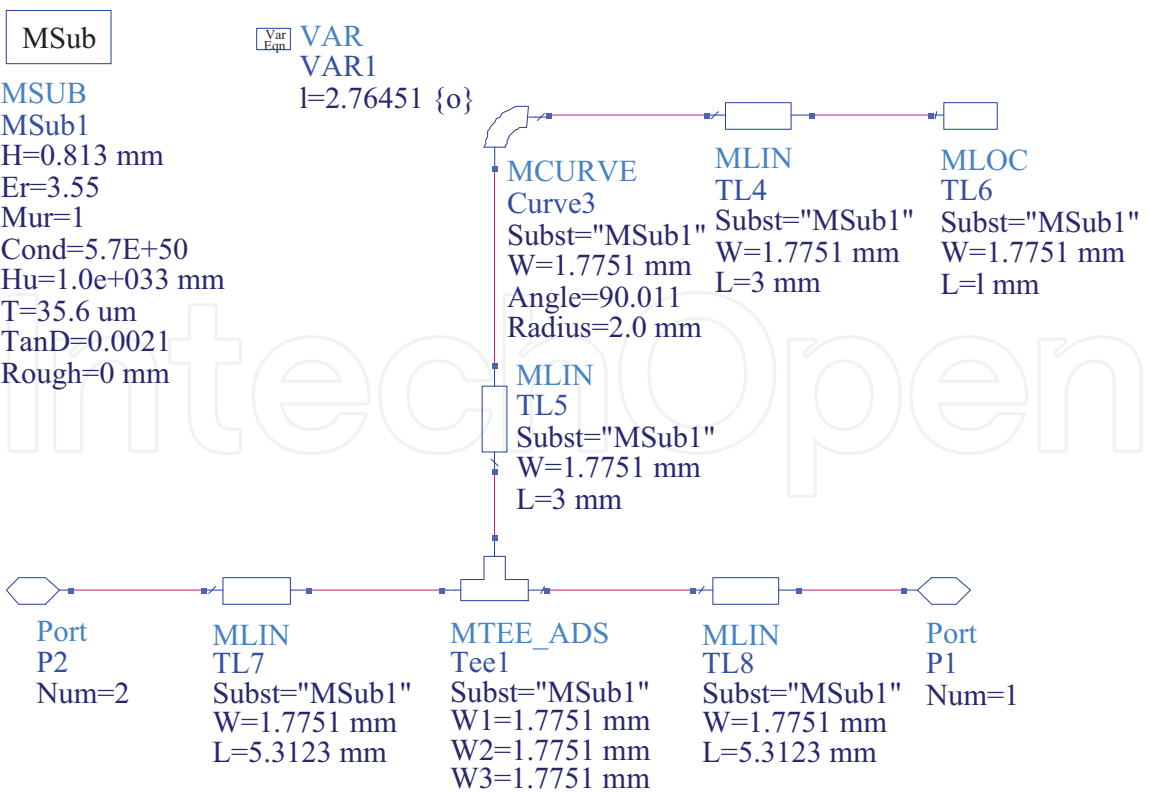 MSub
MSUB
MSub1
H=0.813 mm
Er=3.55
Mur=1
Cond=5.7E+50
Hu=1.0e+033 mm
T=35.6 um
TanD=0.0021
Rough=0 mm
Var
Eqn
VAR
VAR1
l=2.76451 {o}
MCURVE
Curve3
Subst="MSub1"
W=1.7751 mm
Angle=90.011
Radius=2.0 mm
MLIN
TL4
Subst="MSub1"
W=1.7751 mm
L=3 mm
MLOC
TL6
Subst="MSub1"
W=1.7751 mm
L=l mm
MLIN
TL5
Subst="MSub1"
W=1.7751 mm
L=3 mm
Port
P2
Num=2
MLIN
TL7
Subst="MSub1"
W=1.7751 mm
L=5.3123 mm
MTEE_ADS
Tee1
Subst="MSub1"
W1=1.7751 mm
W2=1.7751 mm
W3=1.7751 mm
MLIN
TL8
Subst="MSub1"
W=1.7751 mm
L=5.3123 mm
Port
P1
Num=1
IntechOpen